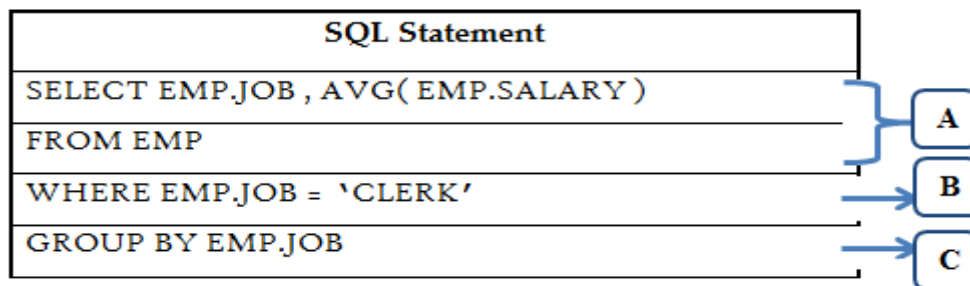 SQL Statement
SELECT EMP.JOB , AVG( EMP.SALARY )
FROM EMP
A
WHERE EMP.JOB = ‘CLERK’
B
GROUP BY EMP.JOB
C